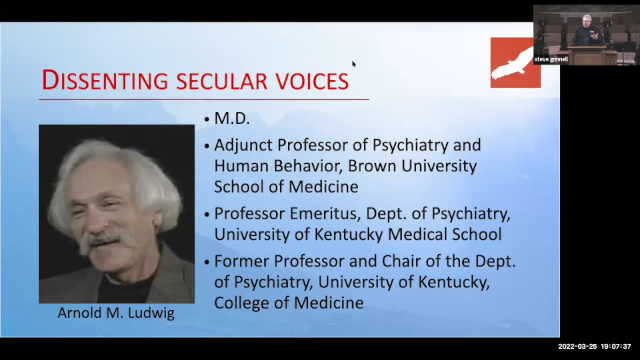 DISSENTING SECULAR VOICES
• M.D.
• Adjunct Professor of Psychiatry and
Human Behavior, Brown University
School of Medicine
• Professor Emeritus, Dept. of Psychiatry,
University of Kentucky Medical School
• Former Professor and Chair of the Dept.
of Psychiatry, University of Kentucky,
College of Medicine
Arnold M. Ludwig
steve grinnell
2022-03-25 19:07:37